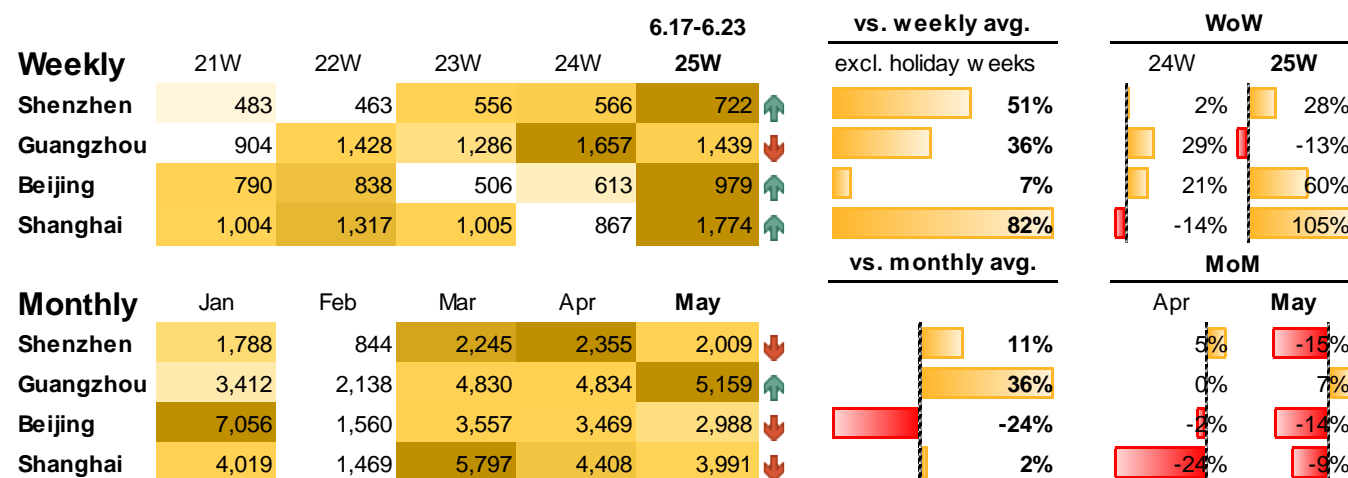 6.17-6.23 vs. weekly avg. WoW
Weekly 21W 22W 23W 24W 25W excl. holiday weeks 24W 25W
Shenzhen 483 463 556 566 722 51% 2% 28%
Guangzhou 904 1,428 1,286 1,657 1,439 36% 29% -13%
Beijing 790 838 506 613 979 7% 21% 60%
Shanghai 1,004 1,317 1,005 867 1,774 82% -14% 105%
vs. monthly avg. MoM
Monthly Jan Feb Mar Apr May Apr May
Shenzhen 1,788 844 2,245 2,355 2,009 11% 5% -15%
Guangzhou 3,412 2,138 4,830 4,834 5,159 36% 0% 7%
Beijing 7,056 1,560 3,557 3,469 2,988 -24% -2% -14%
Shanghai 4,019 1,469 5,797 4,408 3,991 2% -24% -9%